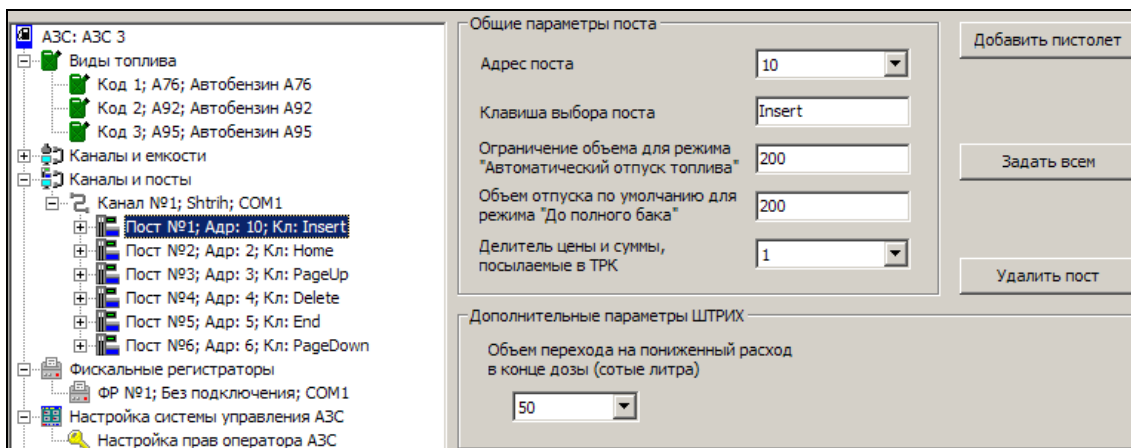 АЗС: АЗС 3
Виды топлива
Код 1; А76; Автобензин А76
Код 2; А92; Автобензин А92
Код 3; А95; Автобензин А95
Каналы и емкости
Каналы и посты
Канал №1; Shtrih; COM1
Пост №1; Адр: 10; Кл: Insert
Пост №2; Адр: 2; Кл: Home
Пост №3; Адр: 3; Кл: PageUp
Пост №4; Адр: 4; Кл: Delete
Пост №5; Адр: 5; Кл: End
Пост №6; Адр: 6; Кл: PageDown
Фискальные регистраторы
ФР №1; Без подключения; COM1
Настройка системы управления АЗС
Настройка прав оператора АЗС
Общие параметры поста
Адрес поста
10
Клавиша выбора поста
Insert
Ограничение объема для режима
"Автоматический отпуск топлива"
200
Объем отпуска по умолчанию для
режима "До полного бака"
200
Делитель цены и суммы,
посылаемые в ТРК
1
Дополнительные параметры ШТРИХ
Объем перехода на пониженный расход
в конце дозы (сотые литра)
50
Добавить пистолет
Задать всем
Удалить пост